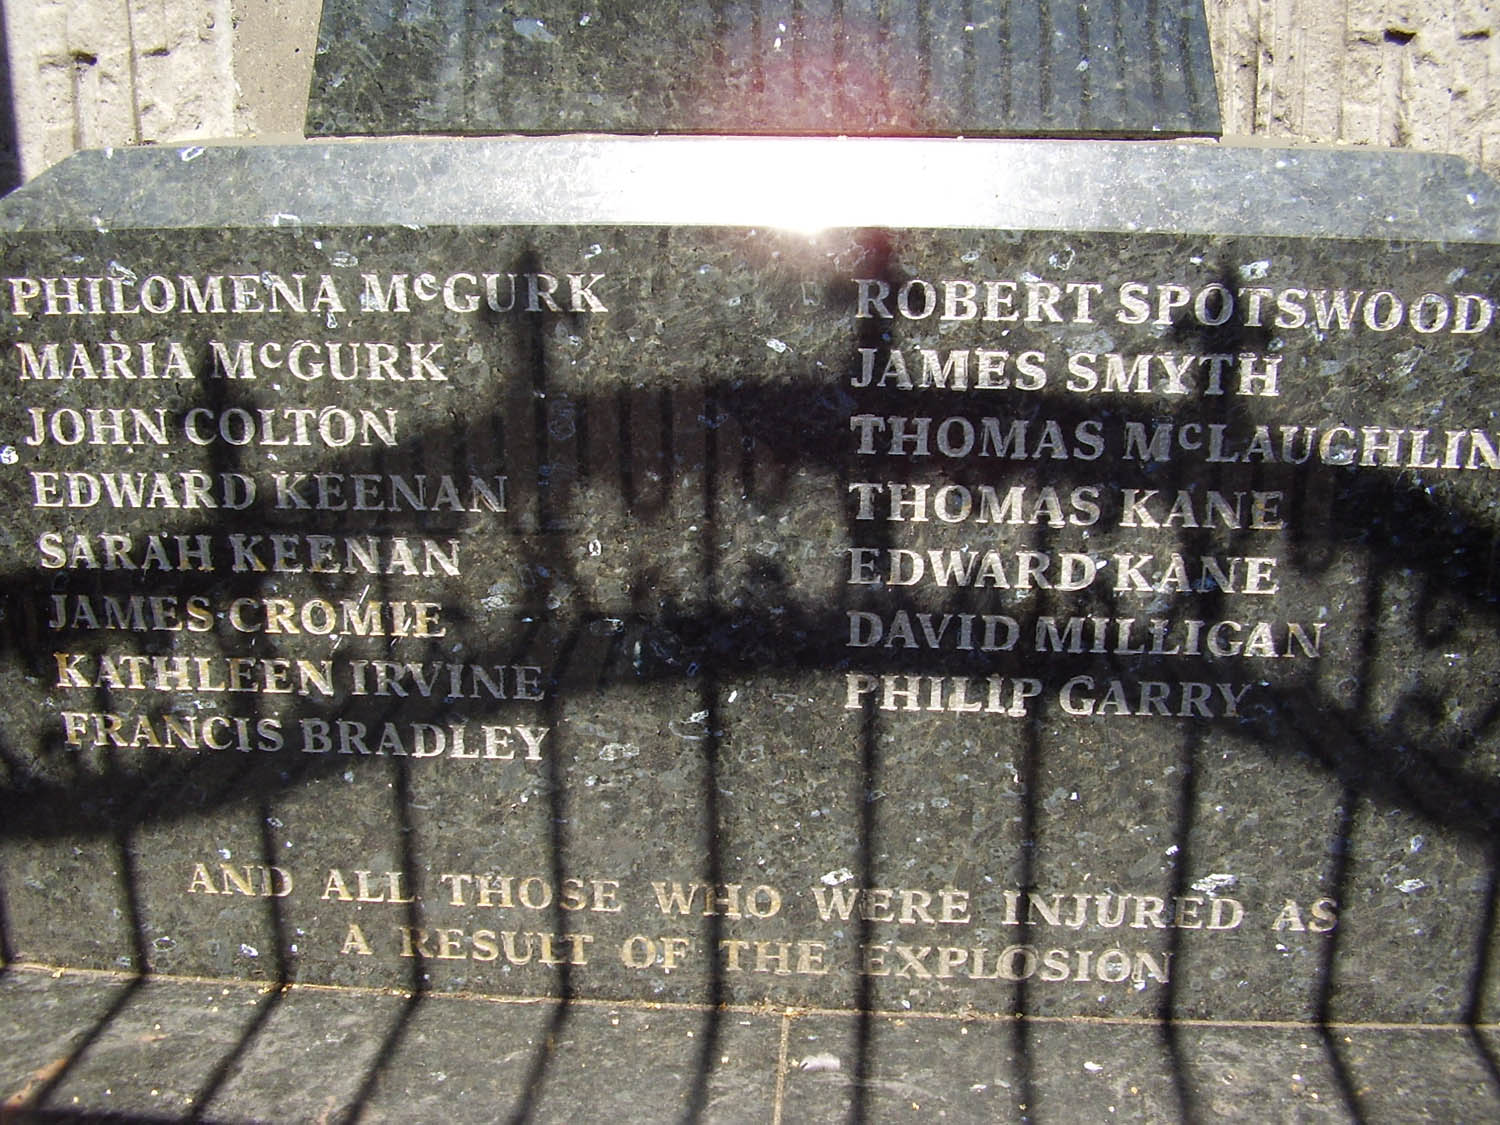 PHILOMENA McGURK
MARIA McGURK
JOHN COLTON
EDWARD KEENAN
SARAH KEENAN
JAMES CROMIE
KATHLEEN IRVINE
FRANCIS BRADLEY
ROBERT SPOTSWOOD
JAMES SMYTH
THOMAS McLAUGHLIN
THOMAS KANE
EDWARD KANE
DAVID MILLIGAN
PHILIP GARRY
AND ALL THOSE WHO WERE INJURED AS
A RESULT OF THE EXPLOSION